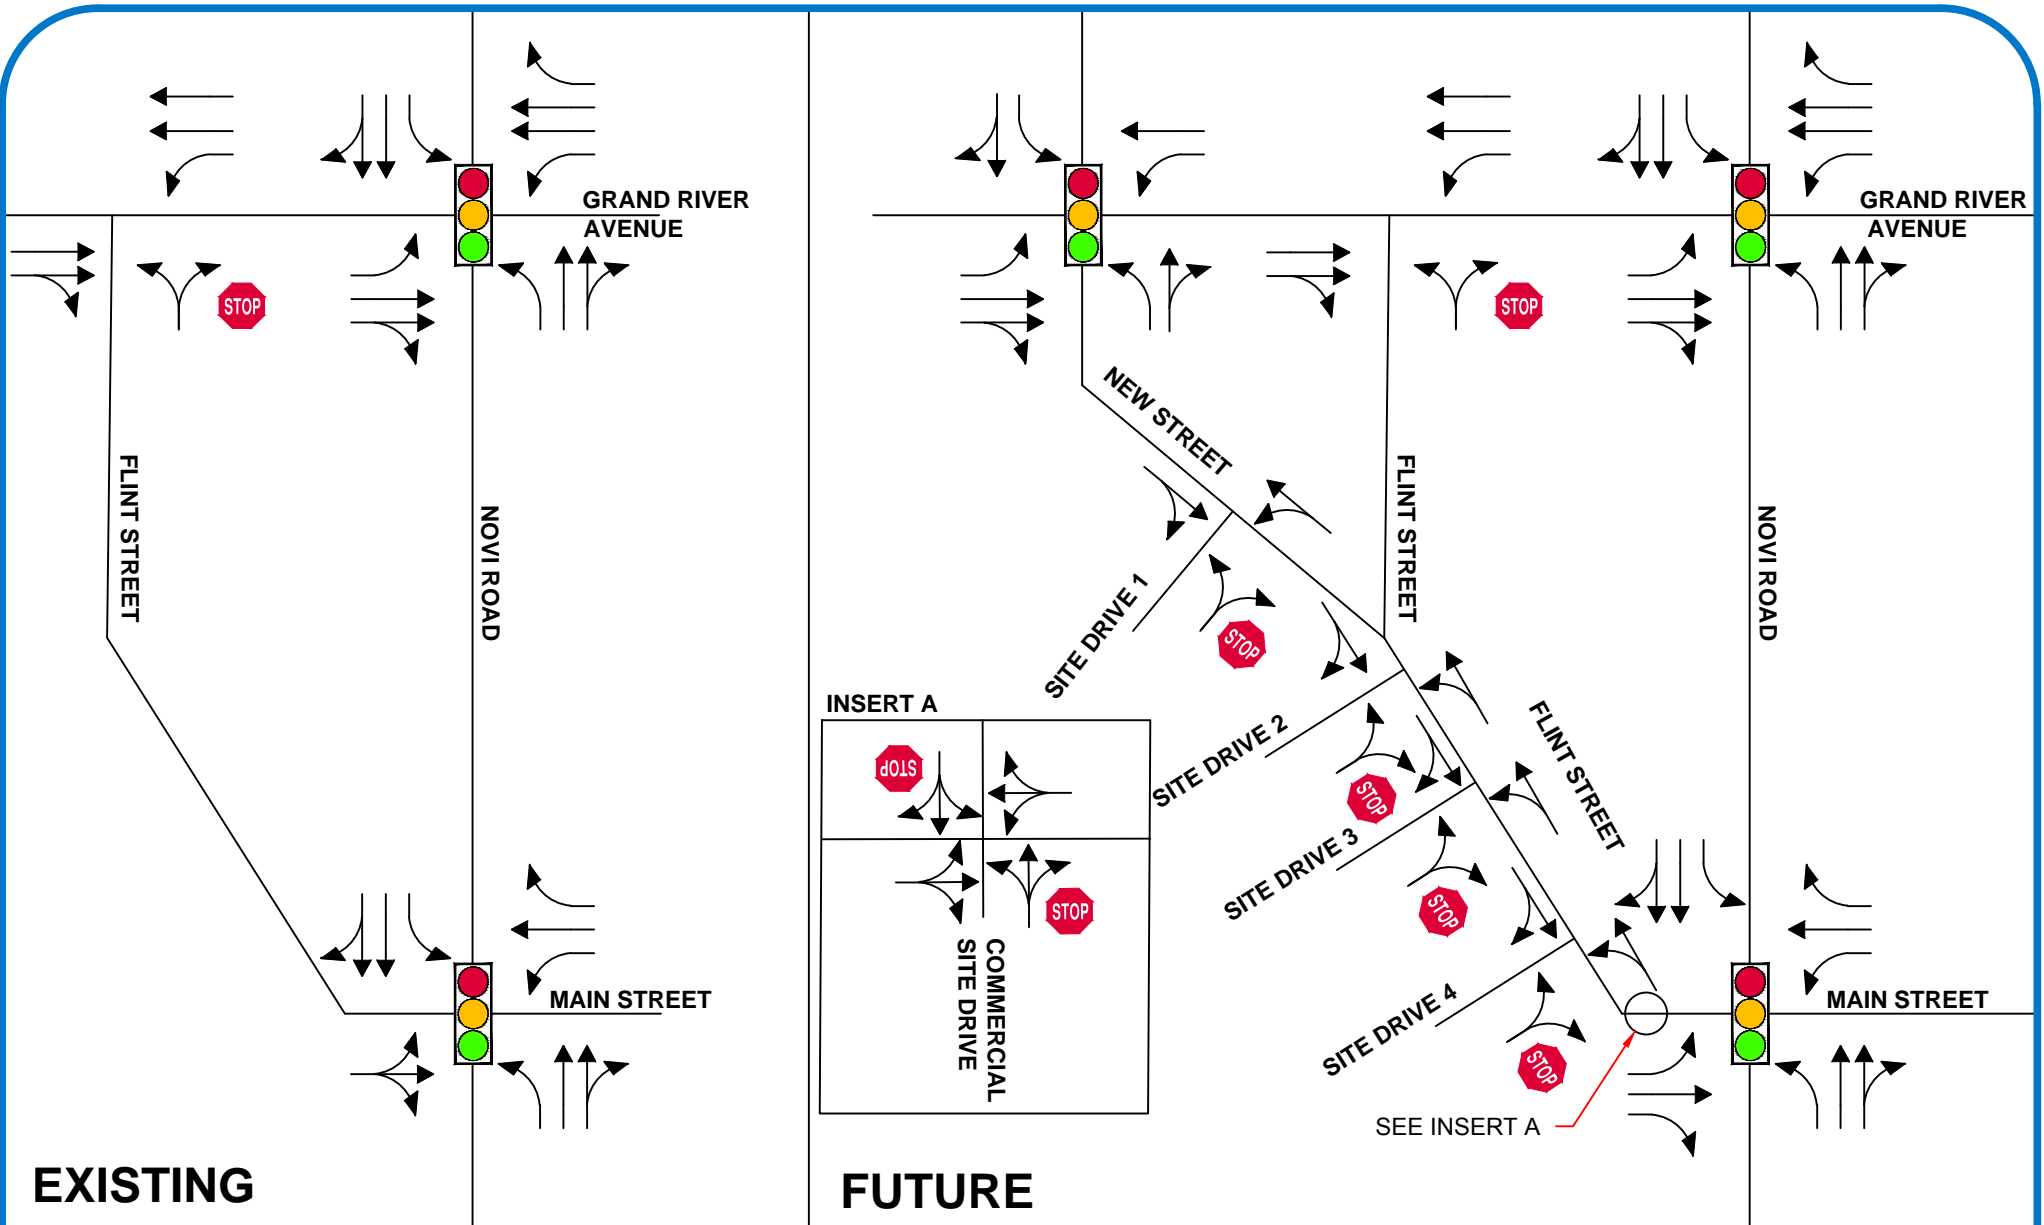 GRAND RIVER
AVENUE
STOP
FLINT STREET
NOVI ROAD
MAIN STREET
EXISTING
GRAND RIVER
AVENUE
STOP
NEW STREET
FLINT STREET
NOVI ROAD
SITE DRIVE 1
STOP
SITE DRIVE 2
STOP
FLINT STREET
SITE DRIVE 3
STOP
SITE DRIVE 4
STOP
MAIN STREET
SEE INSERT A
INSERT A
STOP
STOP
COMMERCIAL
SITE DRIVE
FUTURE